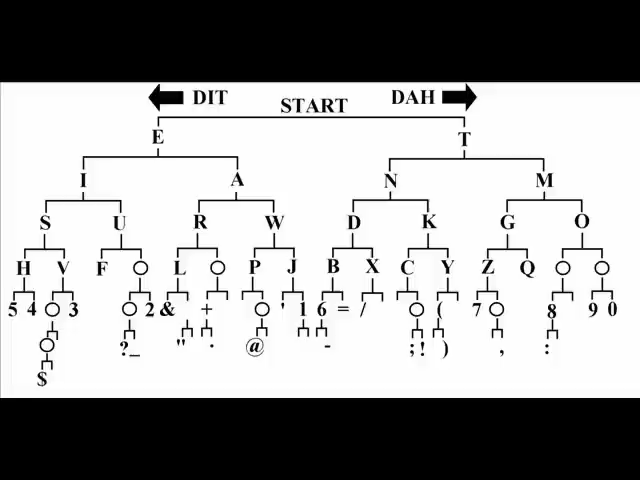 DIT DAH
START
E T
I A N M
S U R W D K G O
H V F L P J B X C Y Z Q
5 4 3 2 & + ' 1 6 = / ( 7 8 9 0
?_ " . @ - ;! ) , :
$